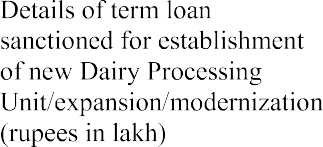 Details of term loan
sanctioned for establishment
of new Dairy Processing
Unit/expansion/modernization
(rupees in lakh)